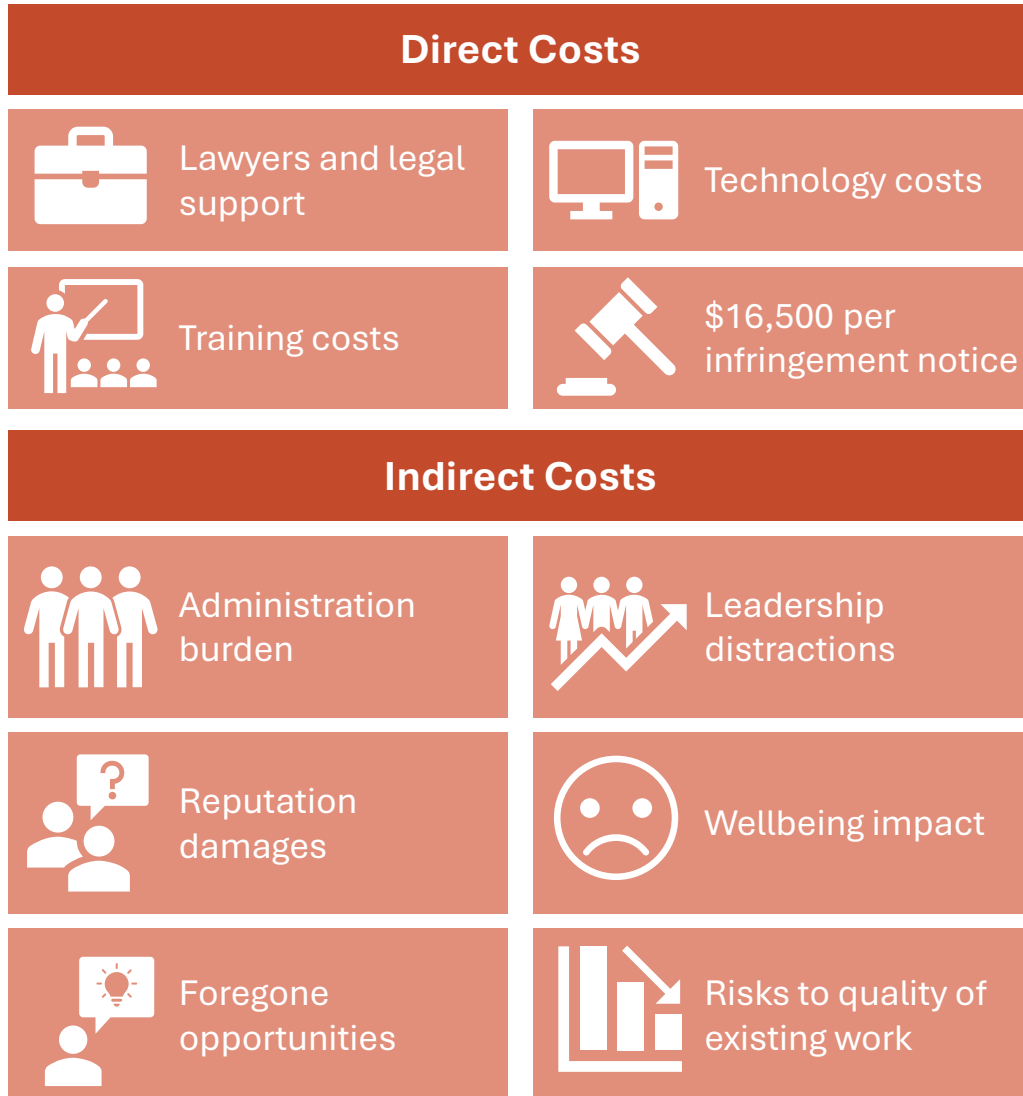 Direct Costs
Lawyers and legal
support
Technology costs
Training costs
$16,500 per
infringement notice
Indirect Costs
Administration
burden
Leadership
distractions
?
Reputation
damages
Wellbeing impact
Foregone
opportunities
Risks to quality of
existing work